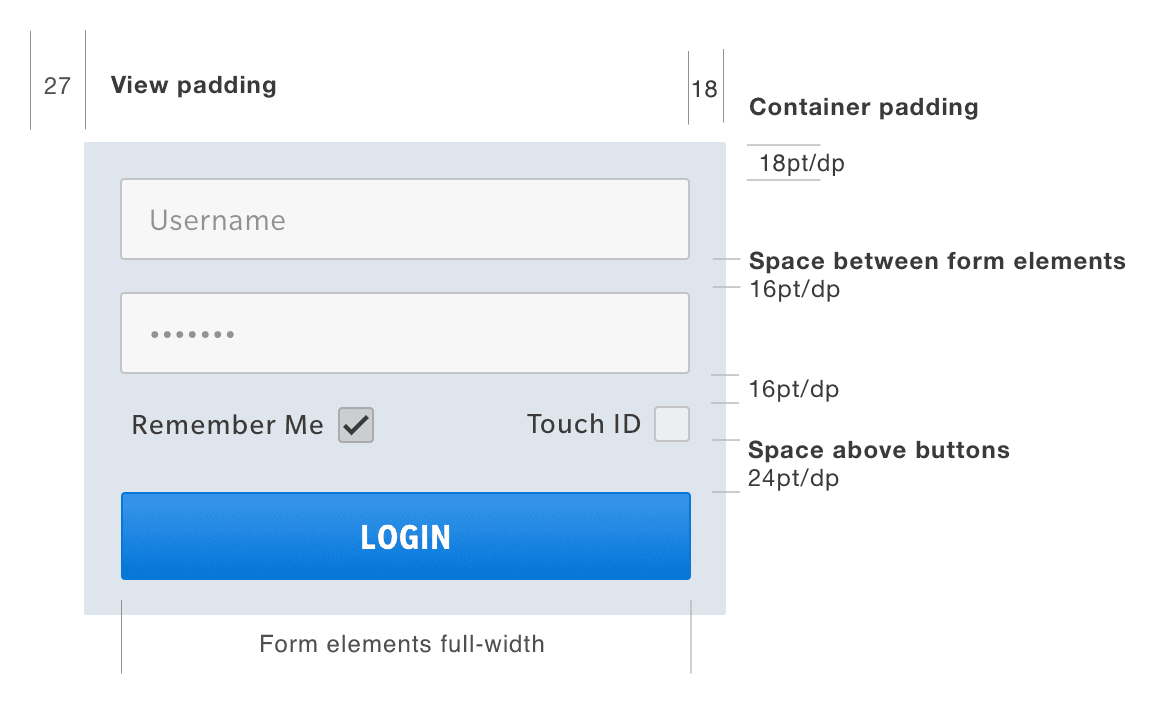 27
View padding
18
Container padding
18pt/dp
Username
Space between form elements
16pt/dp
•••••••
16pt/dp
Remember Me
Touch ID
Space above buttons
24pt/dp
LOGIN
Form elements full-width